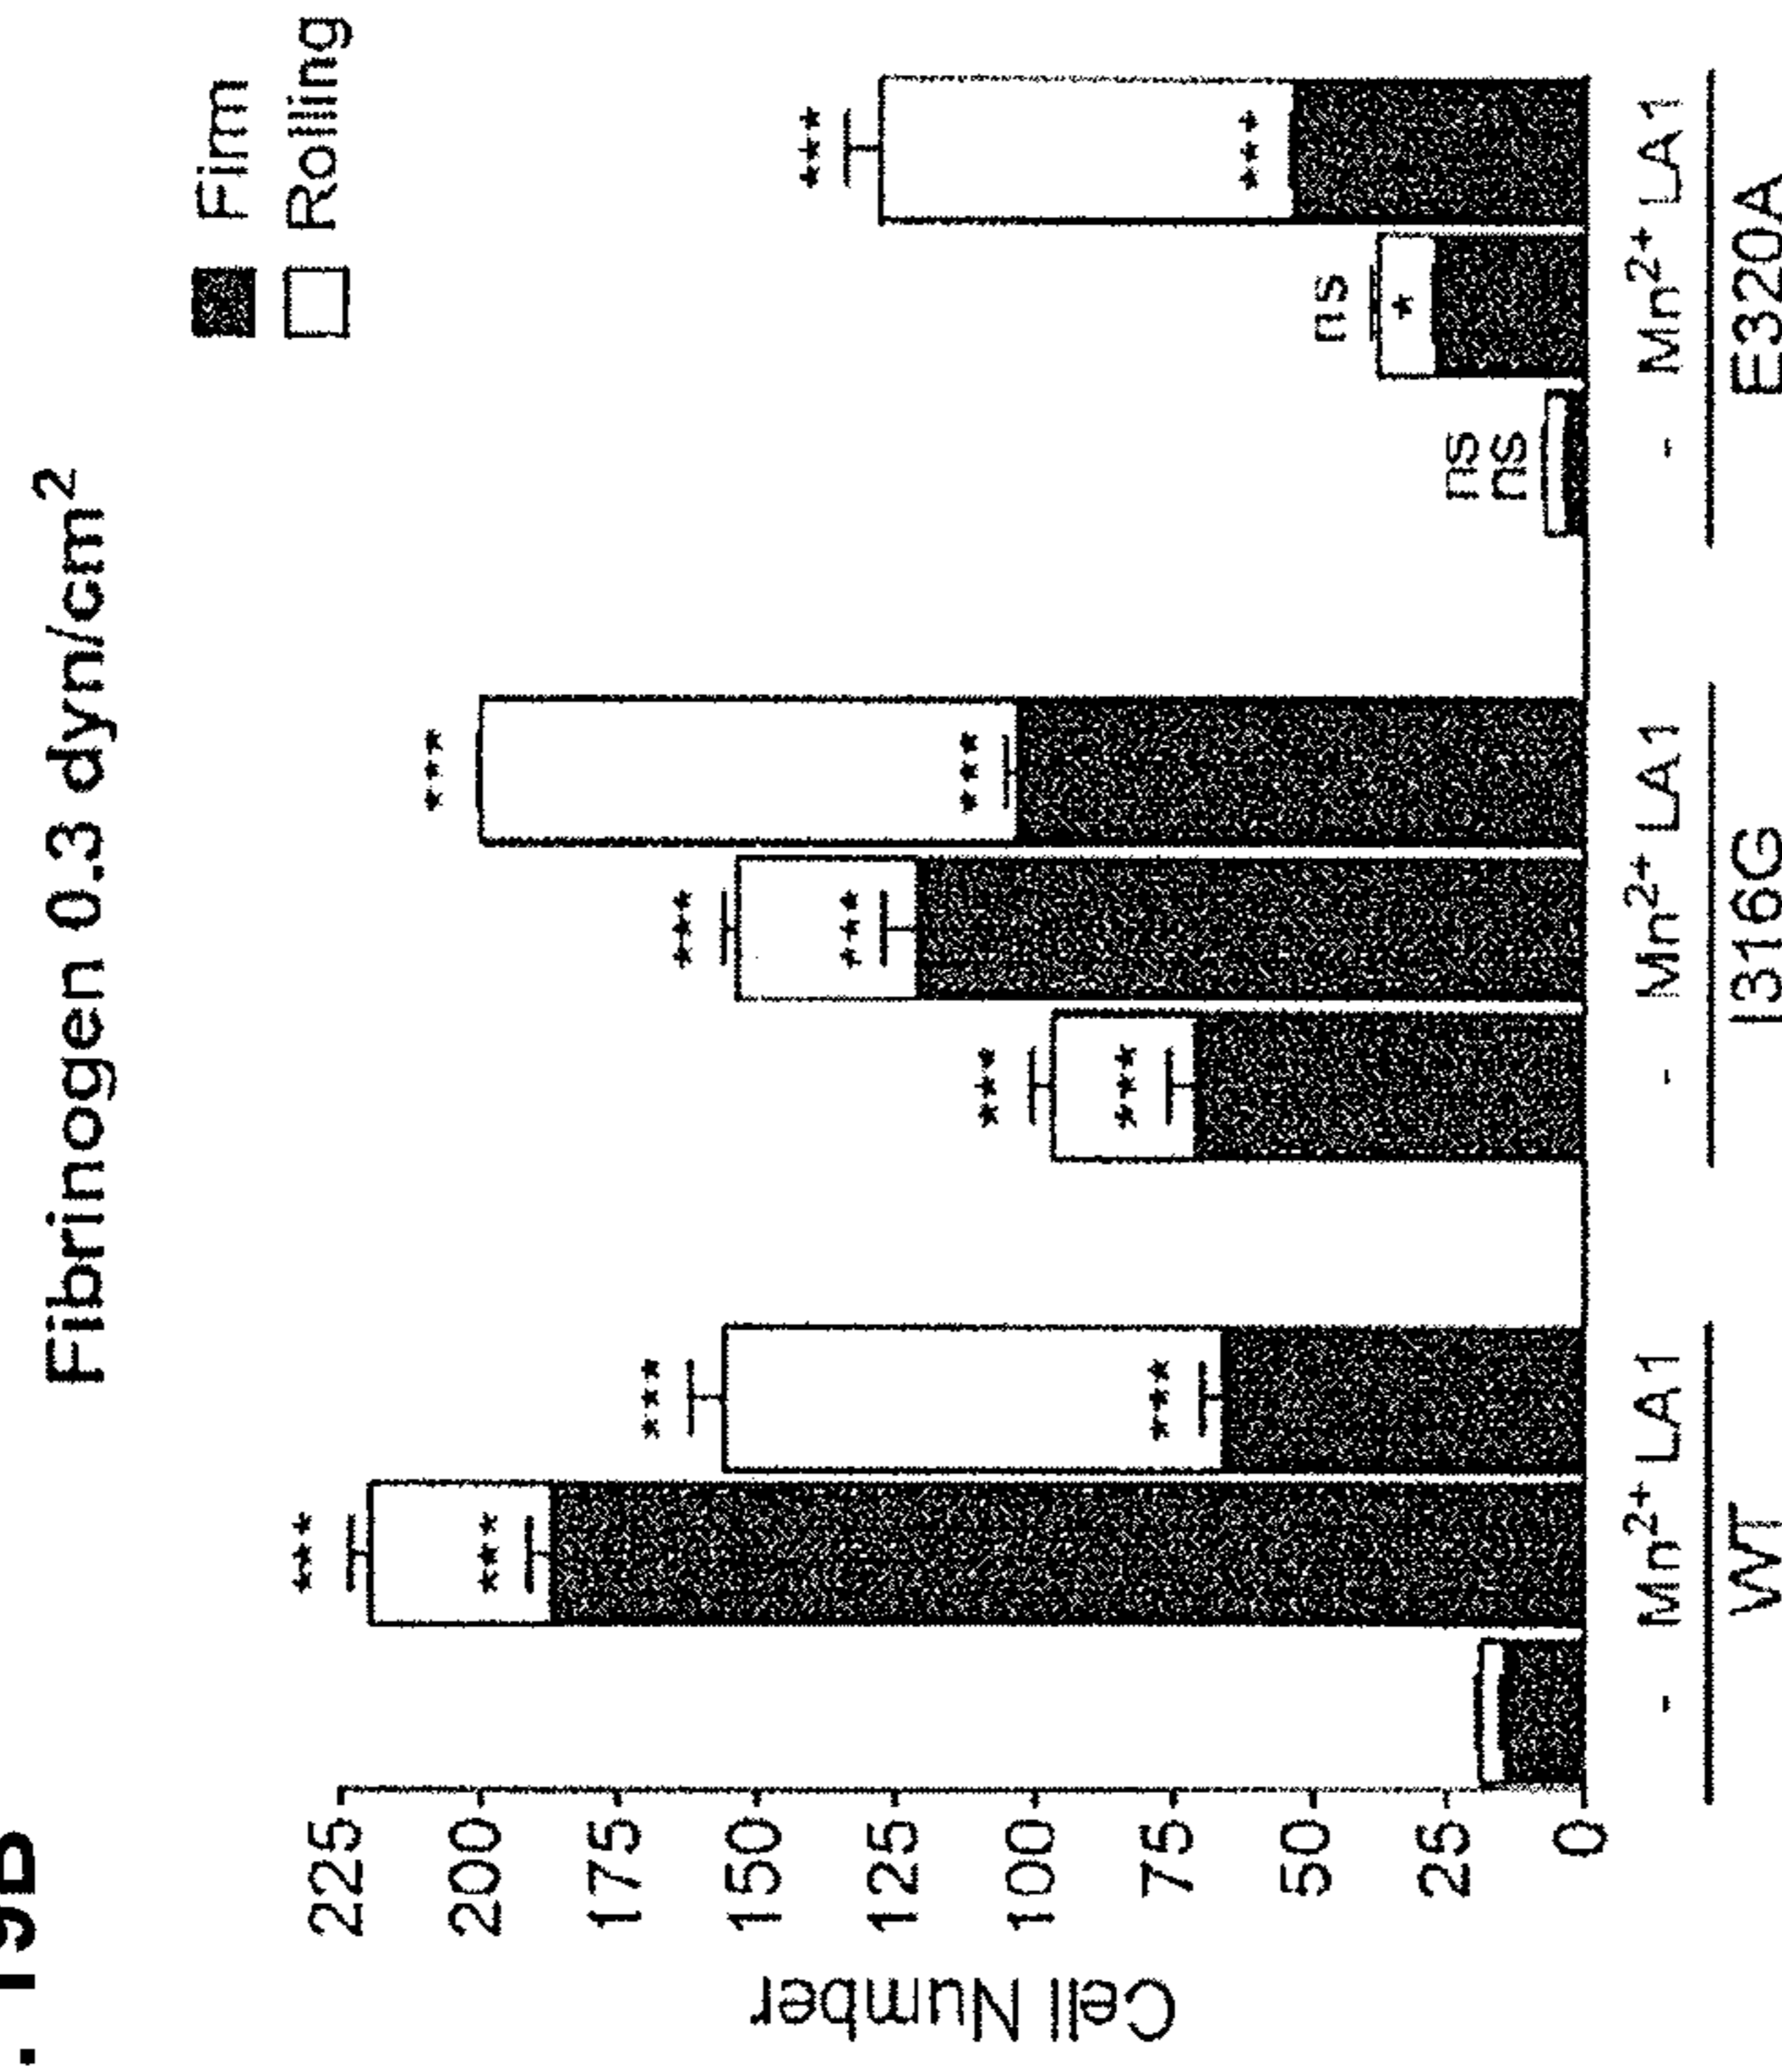 . 19B
Fibrinogen 0.3 dyn/cm²
Firm
Rolling
Cell Number
225
200
175
150
125
100
75
50
25
0
*** *** *** ***
*** *** *** *** *** ***
ns ns ns * *** ***
- Mn²⁺ LA1 - Mn²⁺ LA1 - Mn²⁺ LA1
WT I316G E320A